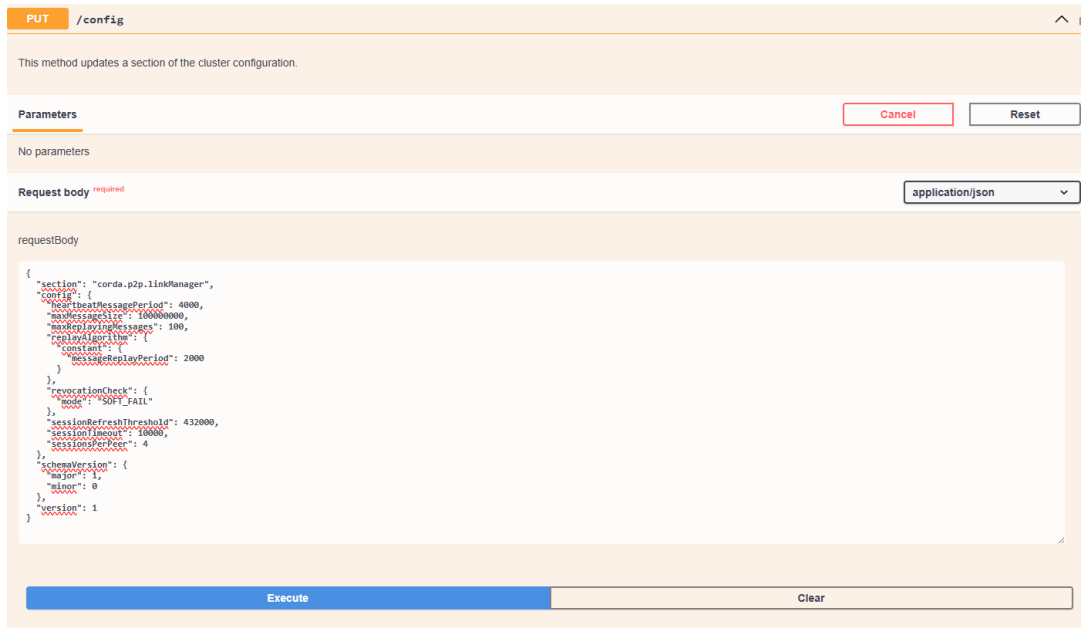 PUT /config
This method updates a section of the cluster configuration.
Parameters Cancel Reset
No parameters
Request body required application/json
requestBody
{
  "section": "corda.p2p.linkManager",
  "config": {
    "heartbeatMessagePeriod": 4000,
    "maxMessageSize": 100000000,
    "maxReplayingMessages": 100,
    "replayAlgorithm": {
      "constant": {
        "messageReplayPeriod": 2000
      }
    },
    "revocationCheck": {
      "mode": "SOFT_FAIL"
    },
    "sessionRefreshThreshold": 432000,
    "sessionTimeout": 10000,
    "sessionsPerPeer": 4
  },
  "schemaVersion": {
    "major": 1,
    "minor": 0
  },
  "version": 1
}
Execute Clear